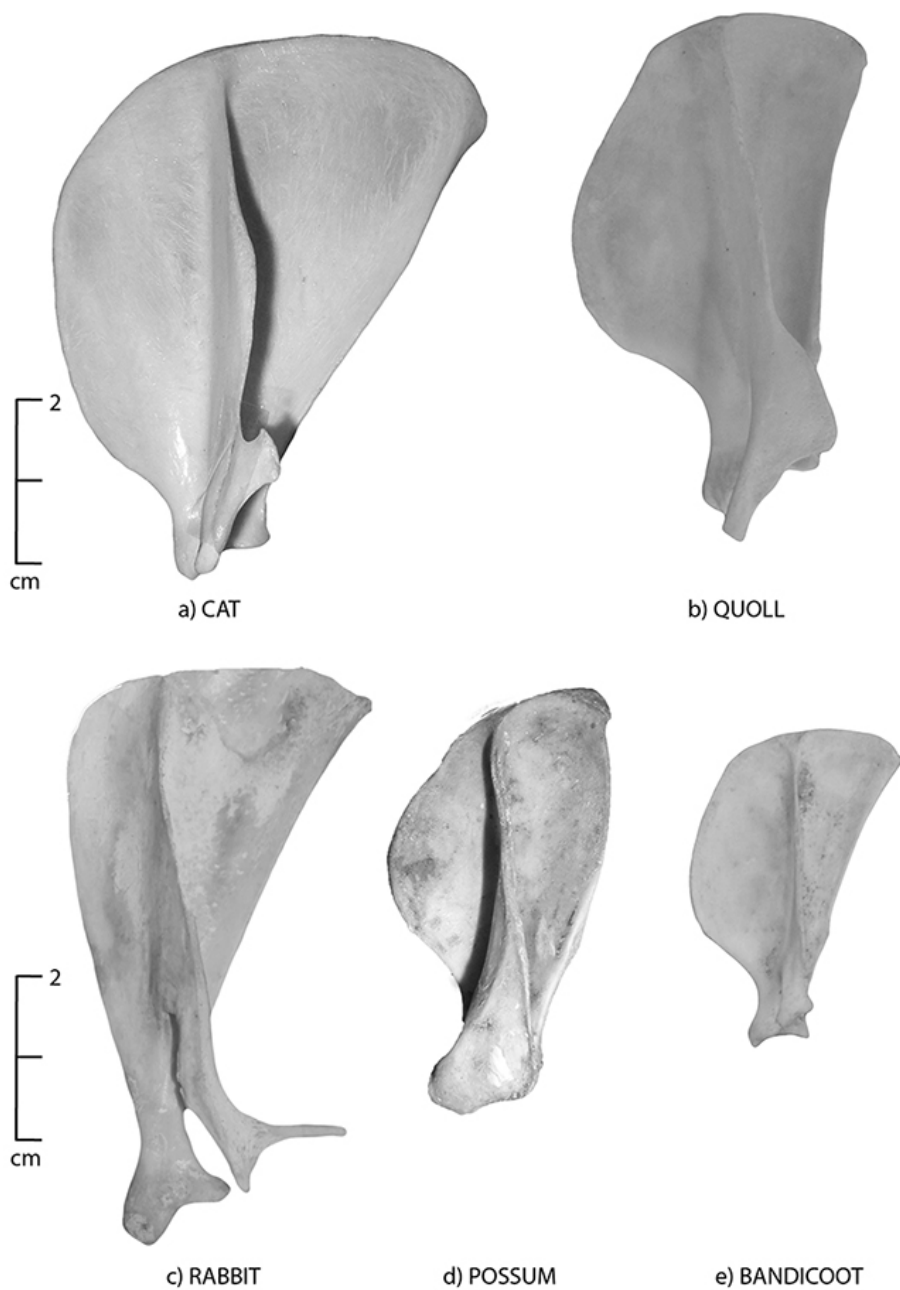 2
cm
a) CAT
b) QUOLL
2
cm
c) RABBIT
d) POSSUM
e) BANDICOOT